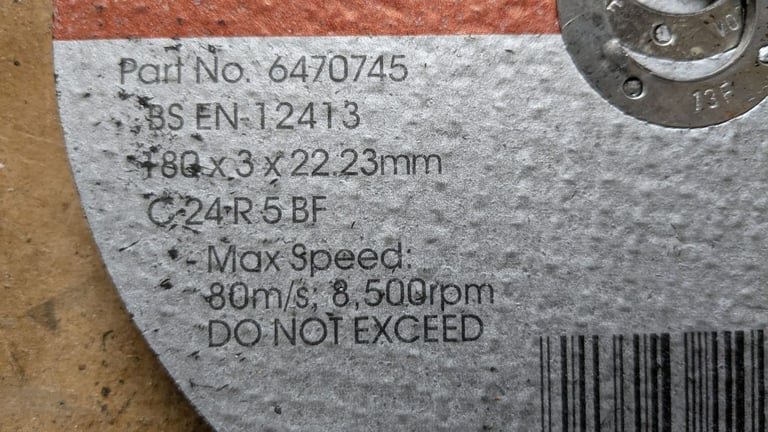 Part No. 6470745
BS EN-12413
180 x 3 x 22.23mm
C 24 R 5 BF
Max Speed:
80m/s; 8,500rpm
DO NOT EXCEED